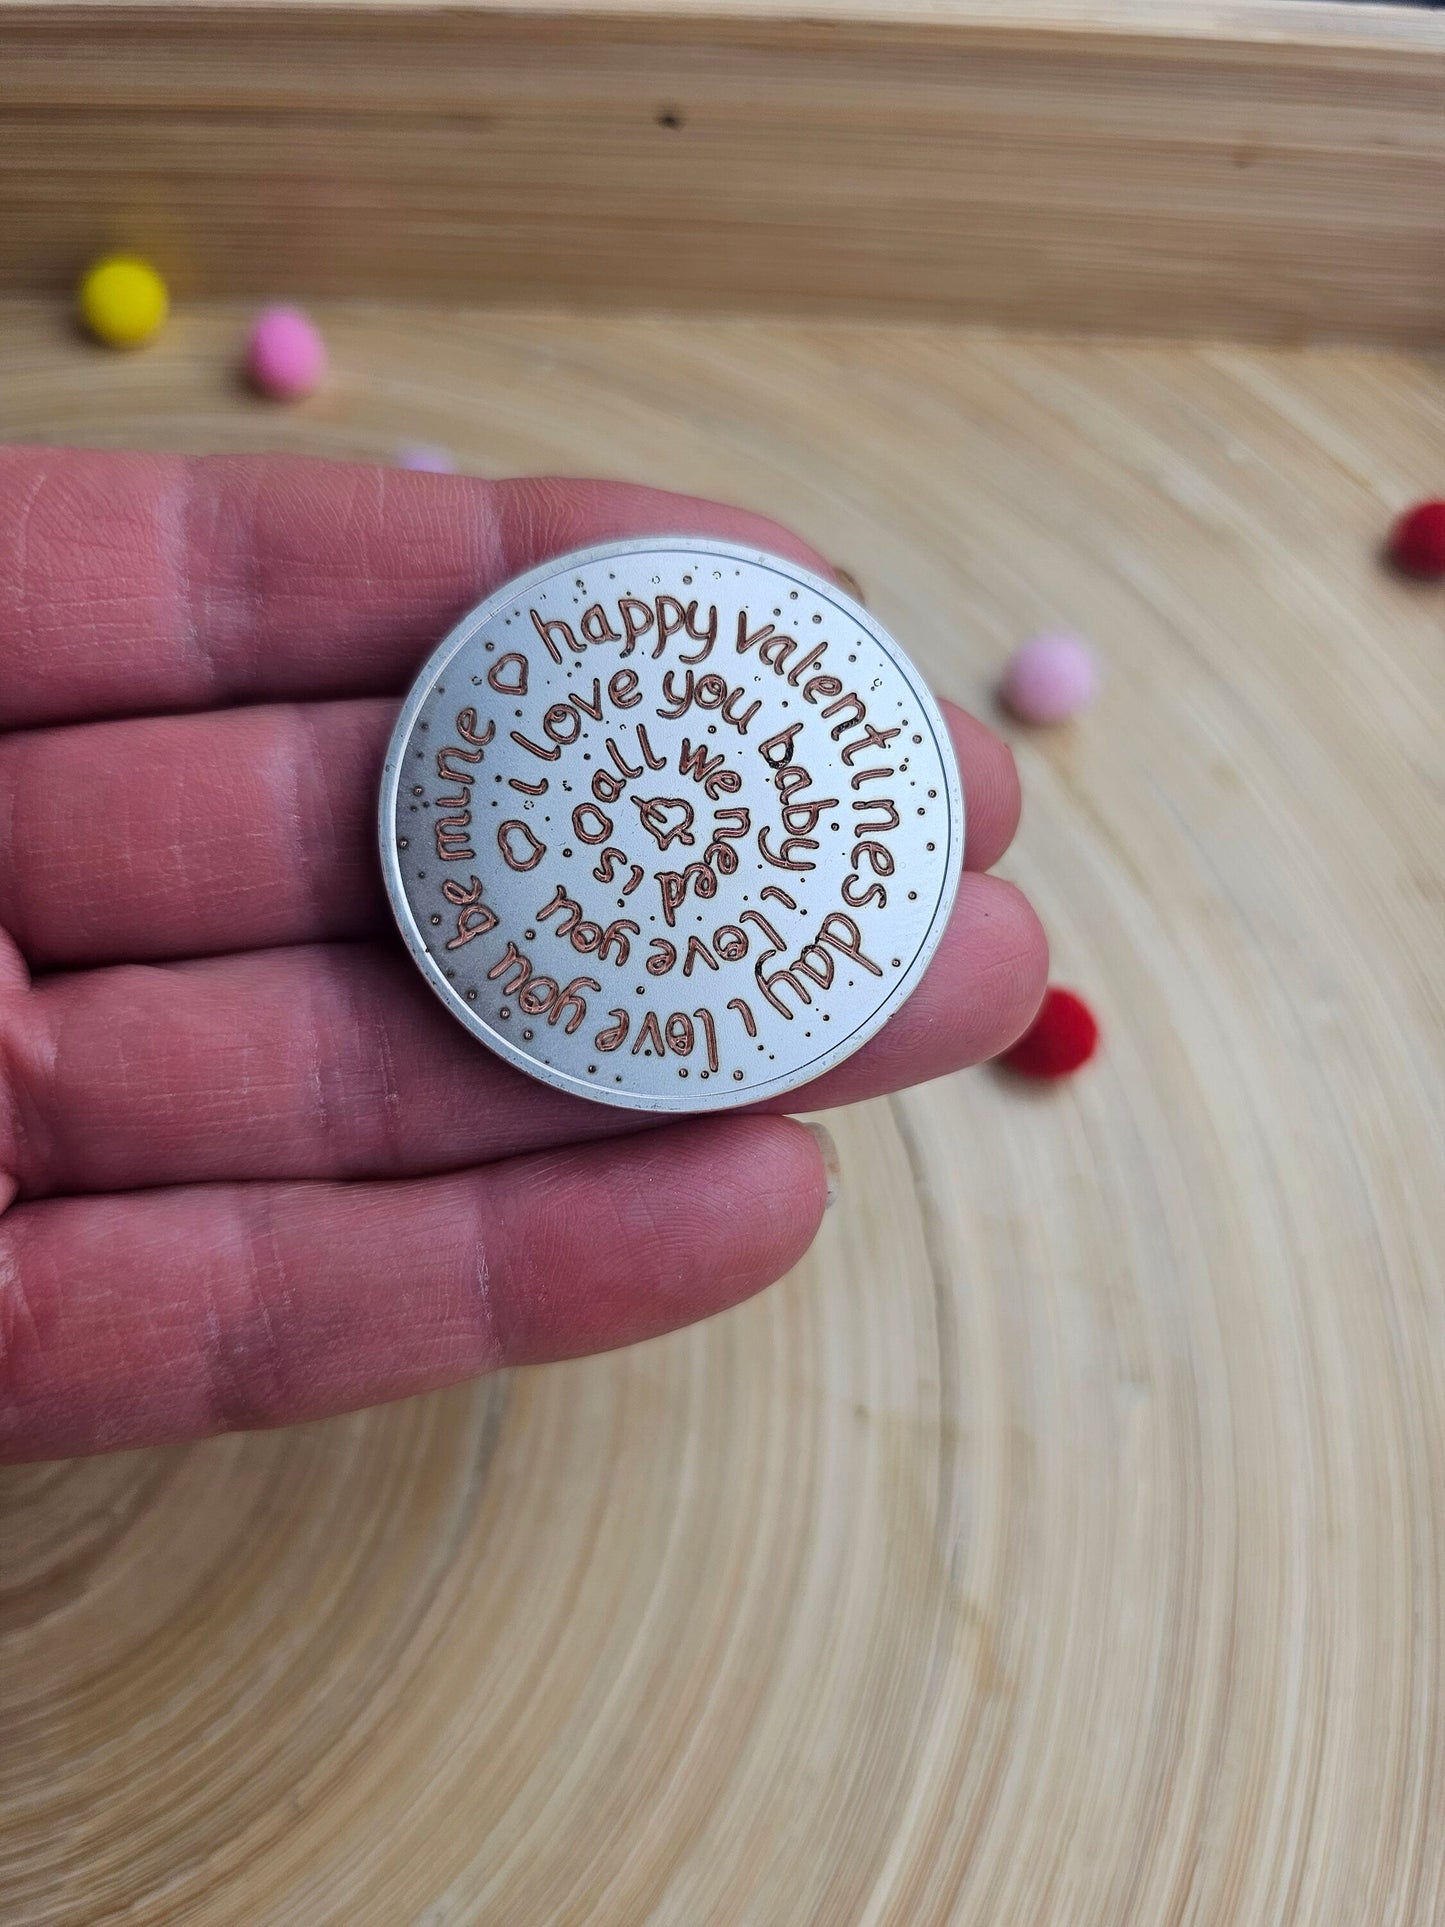 happy valentines day i love you be mine
i love you baby i love you
all we need is